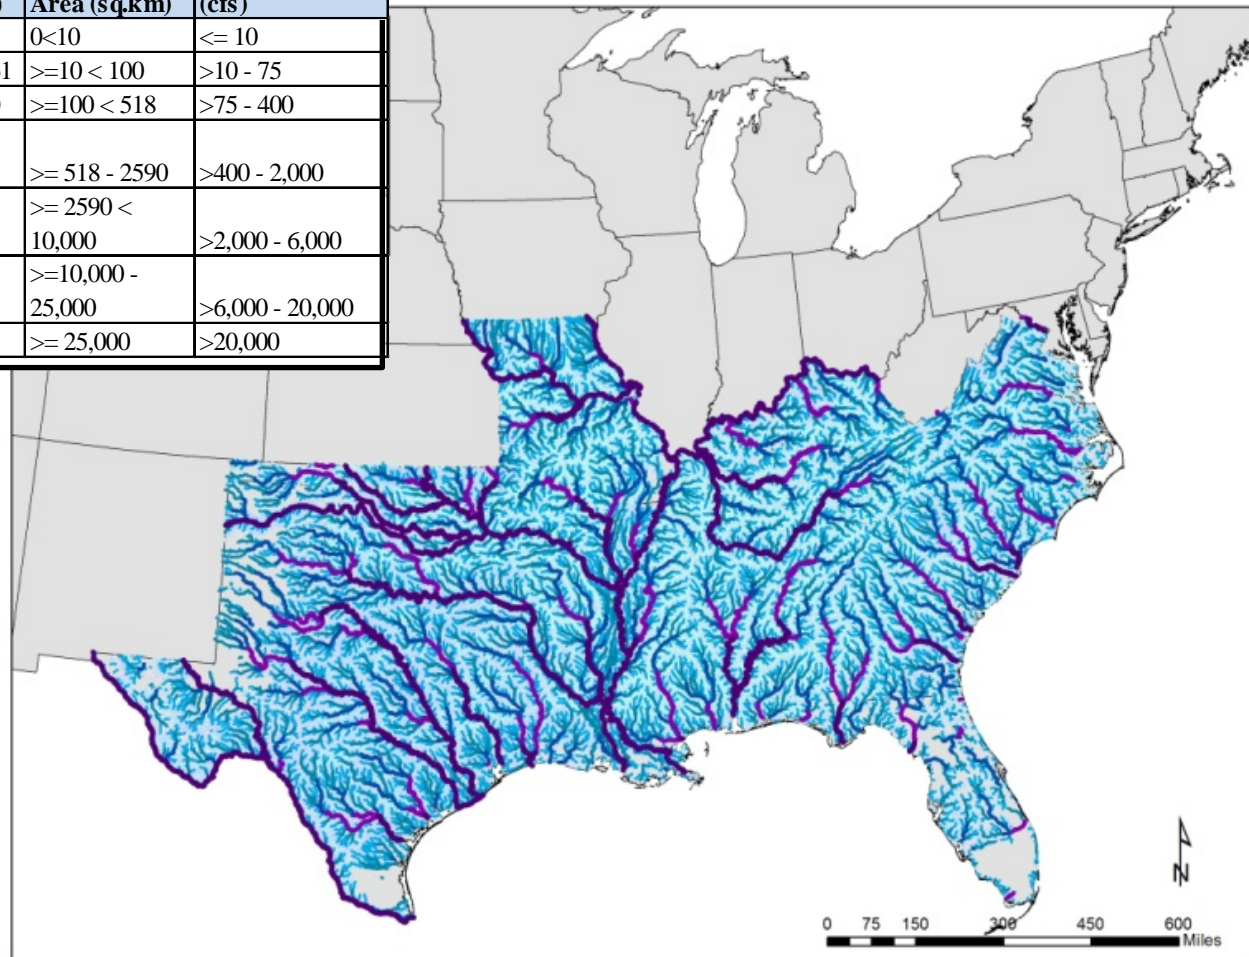 ) Area (sq.km) (cfs)
0<10 <= 10
1 >=10 < 100 >10 - 75
>=100 < 518 >75 - 400
>= 518 - 2590 >400 - 2,000
>= 2590 <
10,000 >2,000 - 6,000
>=10,000 -
25,000 >6,000 - 20,000
>= 25,000 >20,000
N
0 75 150 300 450 600
Miles